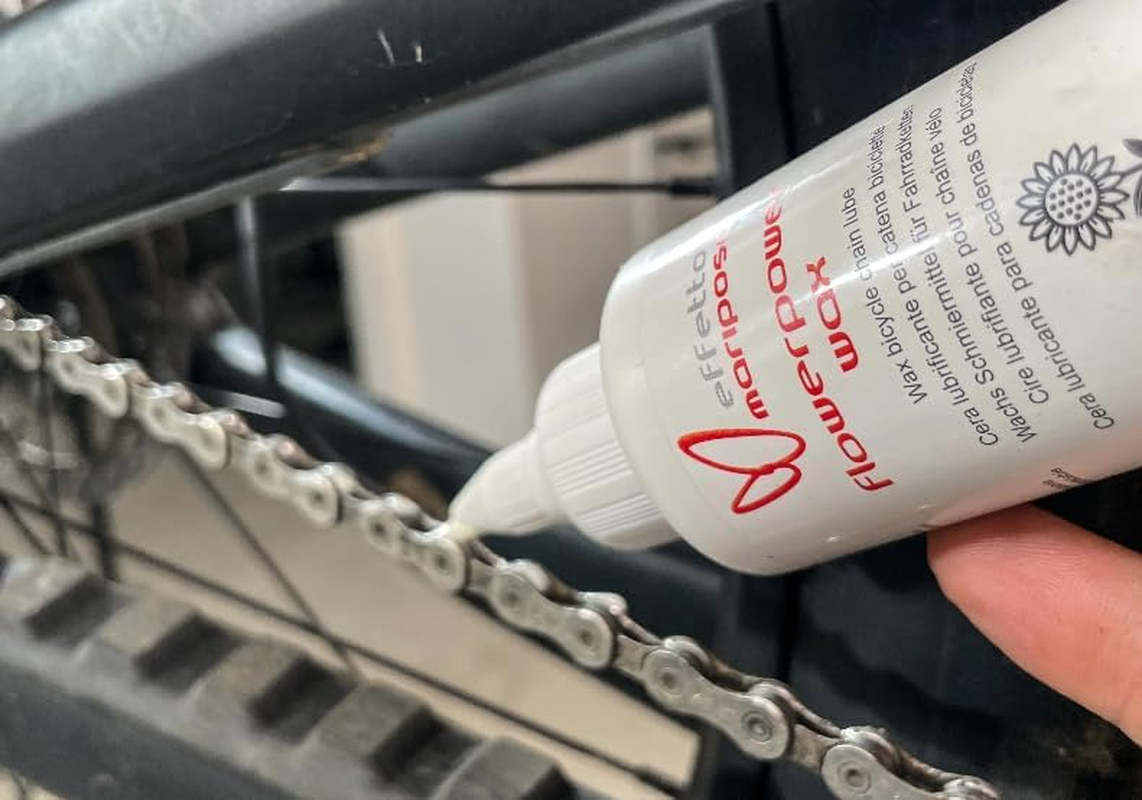 effetto
mariposa
flowerpower
wax
Wax bicycle chain lube
Cera lubrificante per catena bicicletta
Wachs Schmiermittel für Fahrradketten
Cire lubrifiante pour chaîne vélo
Cera lubricante para cadenas de bicicletas